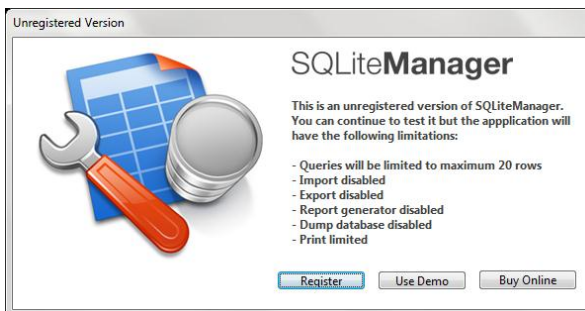 Unregistered Version
SQLiteManager
This is an unregistered version of SQLiteManager.
You can continue to test it but the appplication will
have the following limitations:
- Queries will be limited to maximum 20 rows
- Import disabled
- Export disabled
- Report generator disabled
- Dump database disabled
- Print limited
Register Use Demo Buy Online